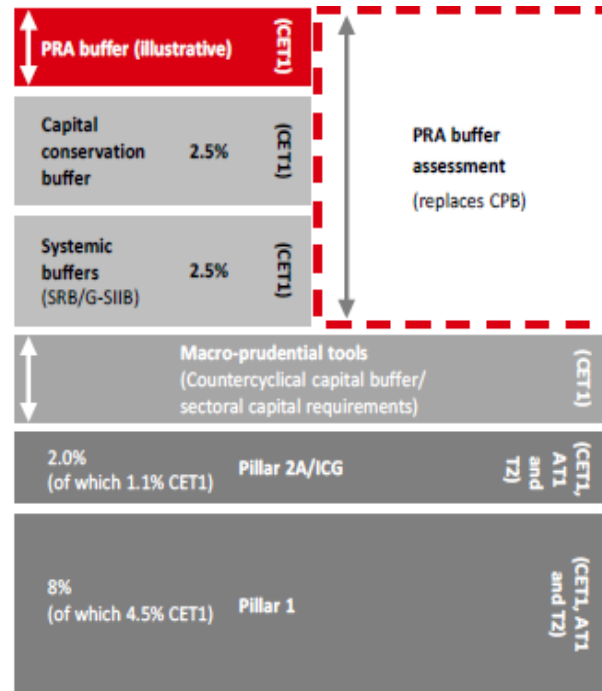 PRA buffer (illustrative)
(CET1)
Capital
conservation
buffer
2.5%
(CET1)
PRA buffer
assessment
(replaces CPB)
Systemic
buffers
(SRB/G-SIIB)
2.5%
(CET1)
Macro-prudential tools
(Countercyclical capital buffer/
sectoral capital requirements)
(CET1)
2.0%
(of which 1.1% CET1)
Pillar 2A/ICG
(CET1,
AT1
and
T2)
8%
(of which 4.5% CET1)
Pillar 1
(CET1, AT1
and T2)